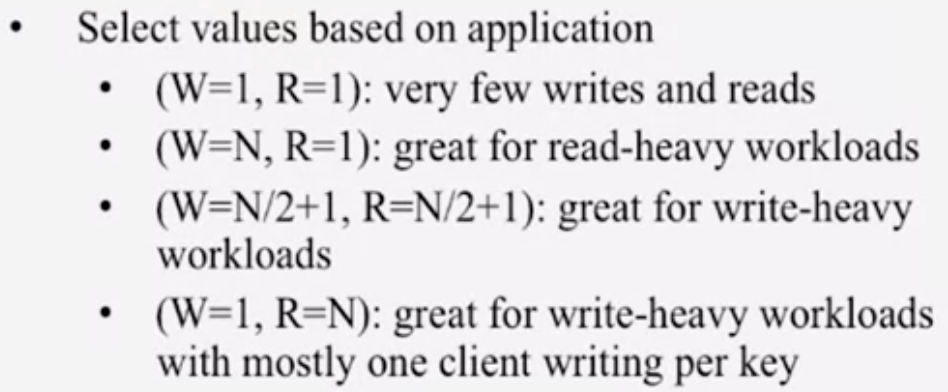 • Select values based on application
• (W=1, R=1): very few writes and reads
• (W=N, R=1): great for read-heavy workloads
• (W=N/2+1, R=N/2+1): great for write-heavy
workloads
• (W=1, R=N): great for write-heavy workloads
with mostly one client writing per key